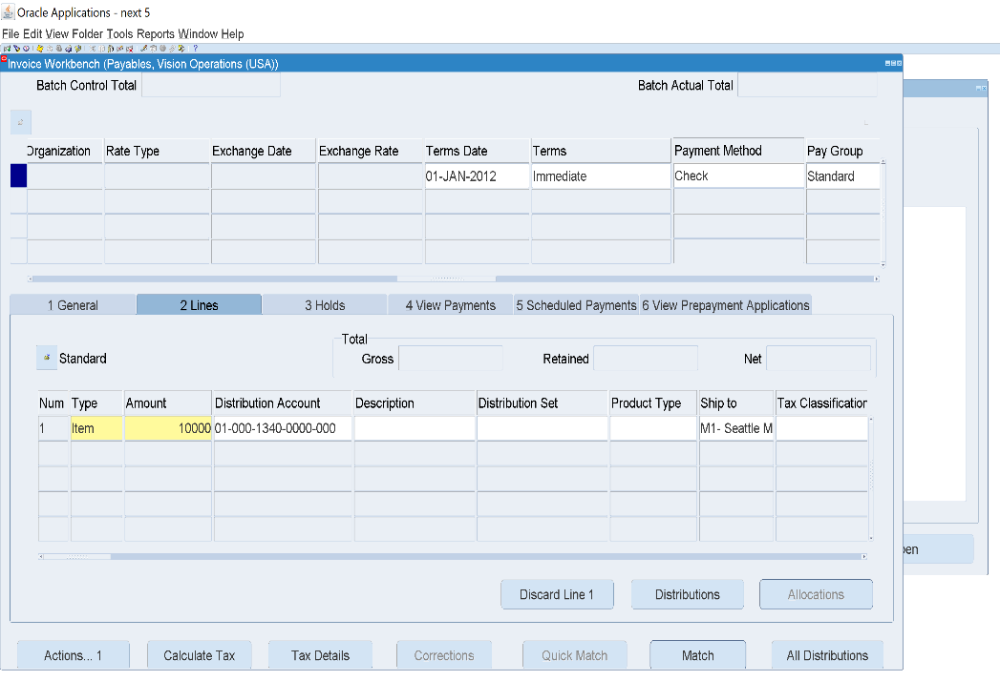 Oracle Applications - next 5
File Edit View Folder Tools Reports Window Help
Invoice Workbench (Payables, Vision Operations (USA))
Batch Control Total
Batch Actual Total
Organization Rate Type Exchange Date Exchange Rate Terms Date Terms Payment Method Pay Group
01-JAN-2012 Immediate Check Standard
1 General 2 Lines 3 Holds 4 View Payments 5 Scheduled Payments 6 View Prepayment Applications
Total
Standard Gross Retained Net
Num Type Amount Distribution Account Description Distribution Set Product Type Ship to Tax Classification
1 Item 10000 01-000-1340-0000-000 M1- Seattle M
pen
Discard Line 1 Distributions Allocations
Actions... 1 Calculate Tax Tax Details Corrections Quick Match Match All Distributions